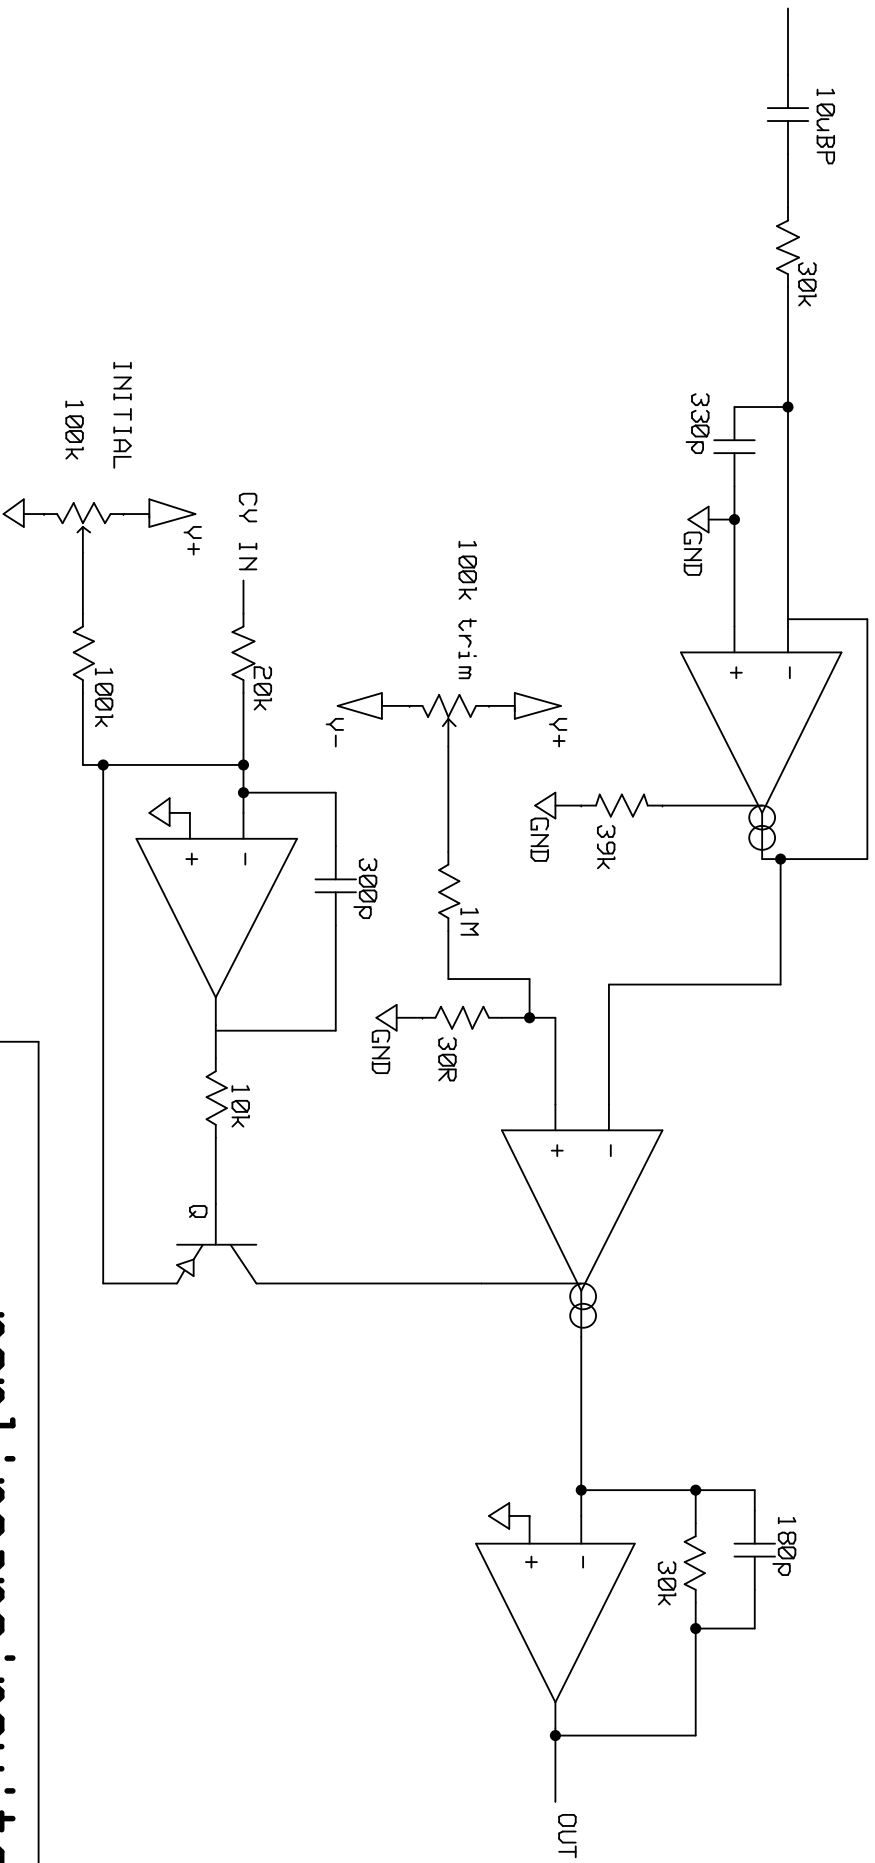 10uBP
30k
330p
GND
- +
39k
GND
Y+
100k trim
Y-
1M
30R
GND
- +
180p
30k
- +
OUT
CY IN
20k
Y+
INITIAL
100k
100k
300p
- +
10k
Q